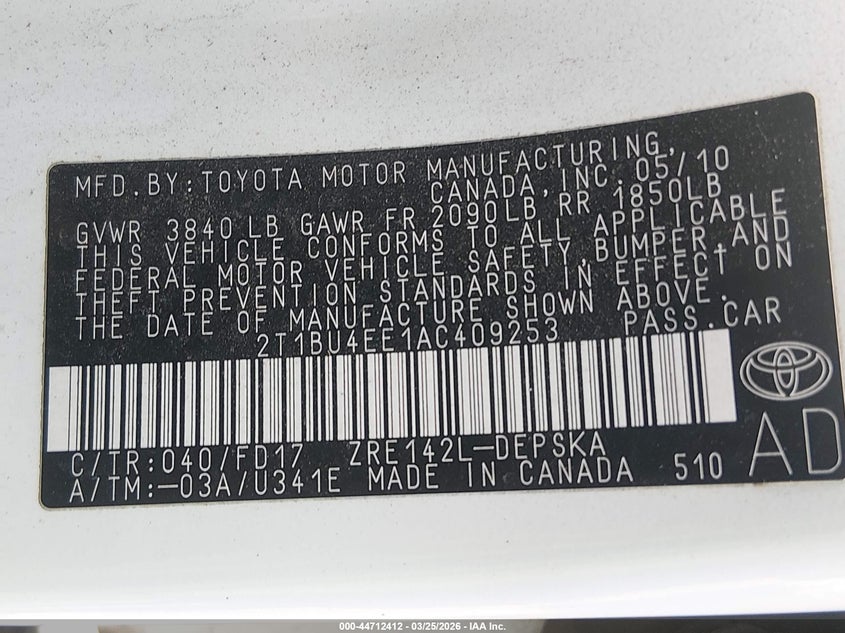 MFD.BY:TOYOTA MOTOR MANUFACTURING,
CANADA,INC.05/10
GVWR 3840 LB GAWR FR 2090LB RR 1850LB
THIS VEHICLE CONFORMS TO ALL APPLICABLE
FEDERAL MOTOR VEHICLE SAFETY,BUMPER,AND
THEFT PREVENTION STANDARDS IN EFFECT ON
THE DATE OF MANUFACTURE SHOWN ABOVE.
2T1BU4EE1AC409253 PASS.CAR
C/TR:040/FD17 ZRE142L-DEPSKA
A/TM:-03A/U341E MADE IN CANADA 510
AD
000-44712412 - 03/25/2026 - IAA Inc.